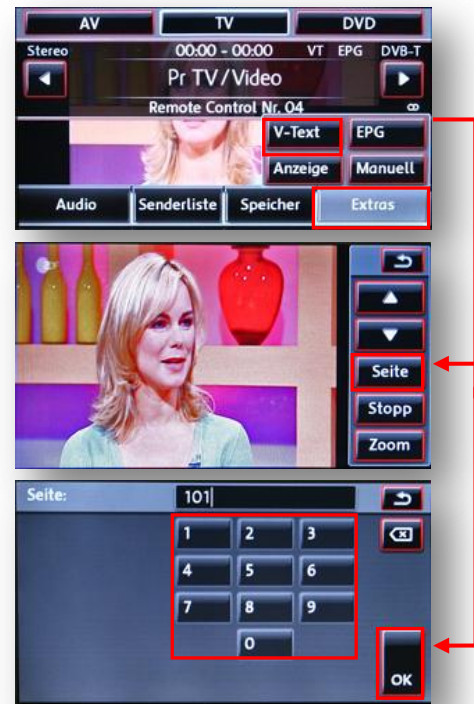 AV TV DVD
Stereo 00:00 - 00:00 VT EPG DVB-T
Pr TV/Video
Remote Control Nr. 04
V-Text EPG
Anzeige Manuell
Audio Senderliste Speicher Extras
Seite
Stopp
Zoom
Seite: 101
1 2 3
4 5 6
7 8 9
0
OK